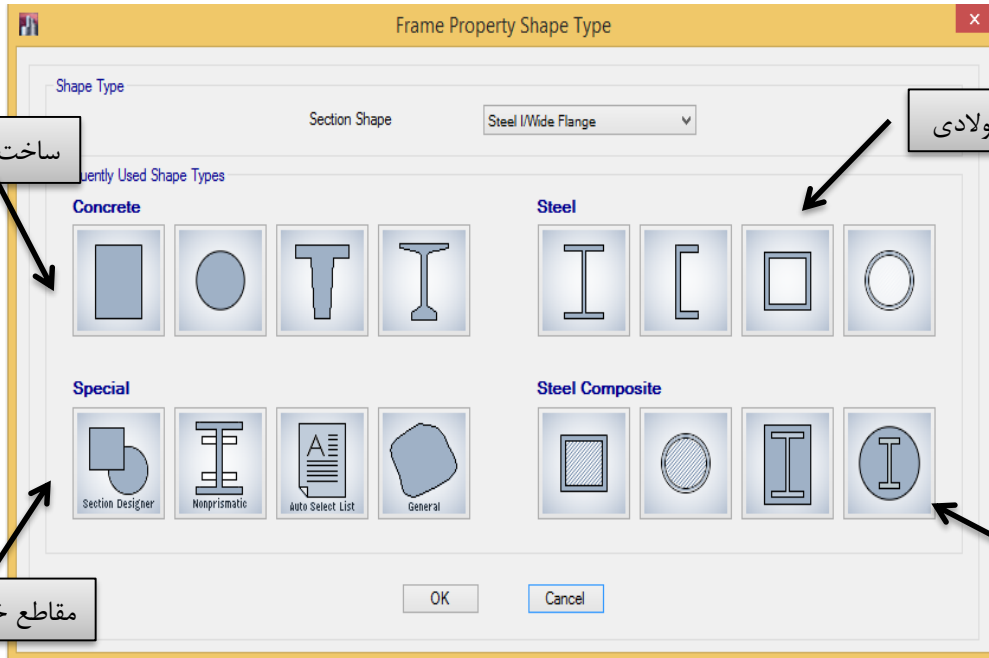 Frame Property Shape Type
x
Shape Type
Section Shape
Steel I/Wide Flange
ولادی
ساخت
uently Used Shape Types
Concrete
Steel
Special
Steel Composite
Section Designer
Nonprismatic
A
Auto Select List
General
OK
Cancel
مقاطع خ